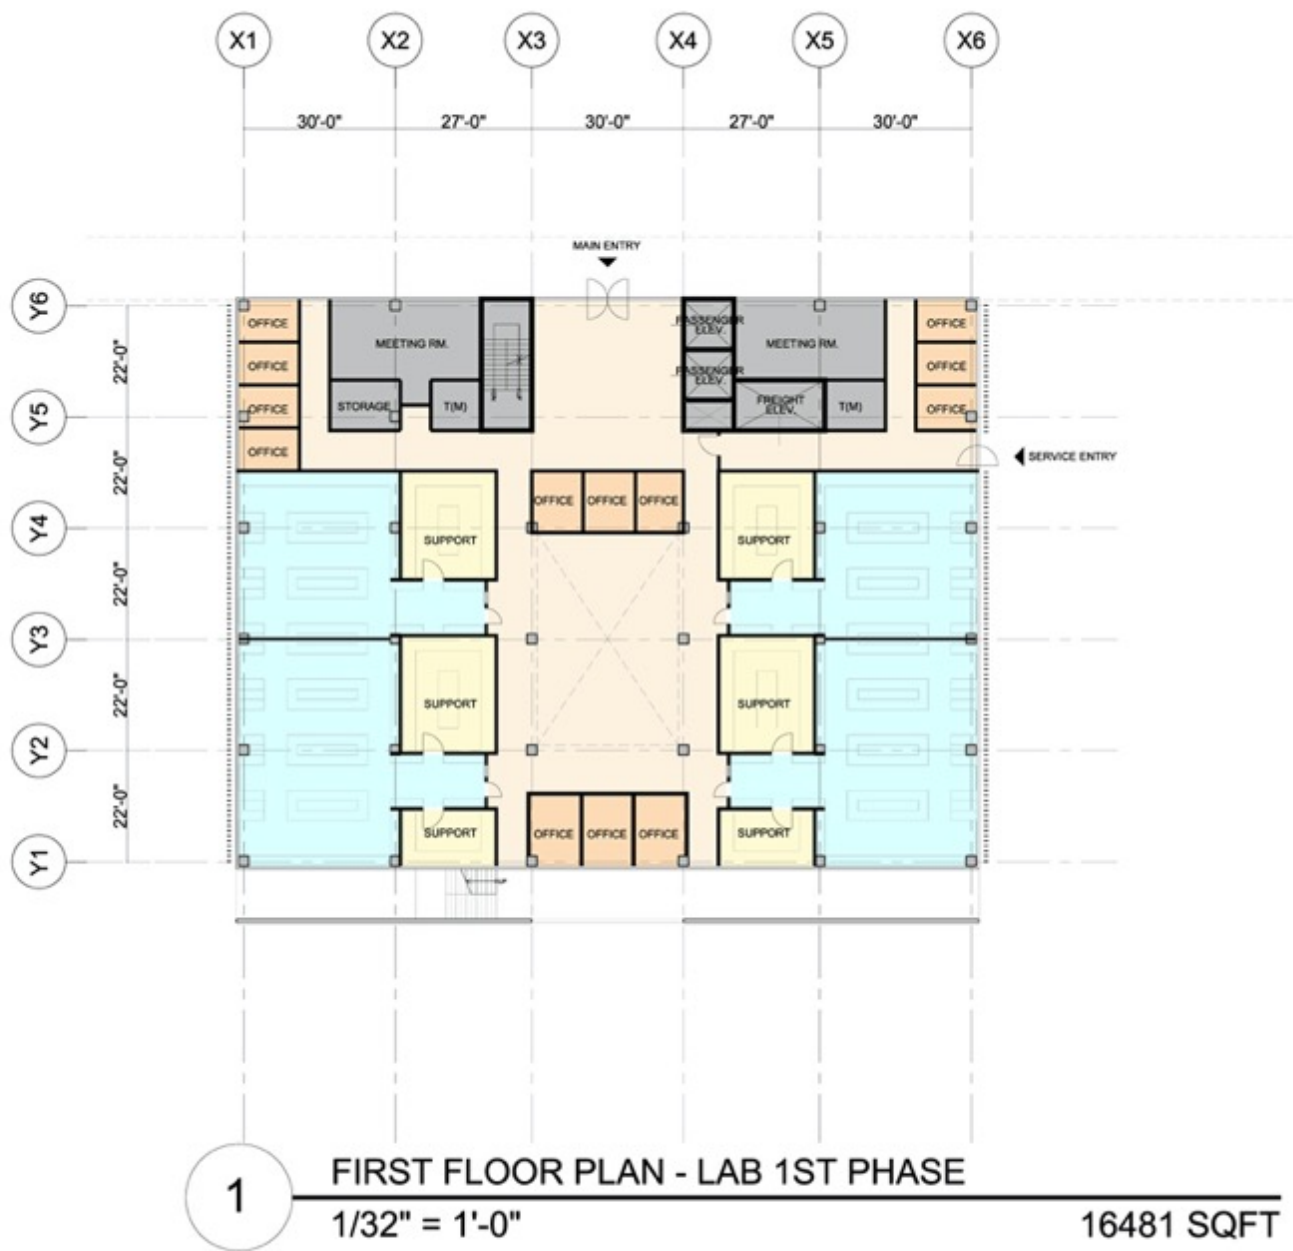 X1 X2 X3 X4 X5 X6
30'-0" 27'-0" 30'-0" 27'-0" 30'-0"
MAIN ENTRY
Y6
Y5
Y4
Y3
Y2
Y1
22'-0"
22'-0"
22'-0"
22'-0"
22'-0"
OFFICE
OFFICE
OFFICE
OFFICE
MEETING RM.
STORAGE
T(M)
PASSENGER
ELEV.
PASSENGER
ELEV.
MEETING RM.
FREIGHT
ELEV.
T(M)
OFFICE
OFFICE
OFFICE
SERVICE ENTRY
OFFICE OFFICE OFFICE
SUPPORT
SUPPORT
SUPPORT
SUPPORT
SUPPORT
OFFICE OFFICE OFFICE
SUPPORT
UP
1
FIRST FLOOR PLAN - LAB 1ST PHASE
1/32" = 1'-0"
16481 SQFT